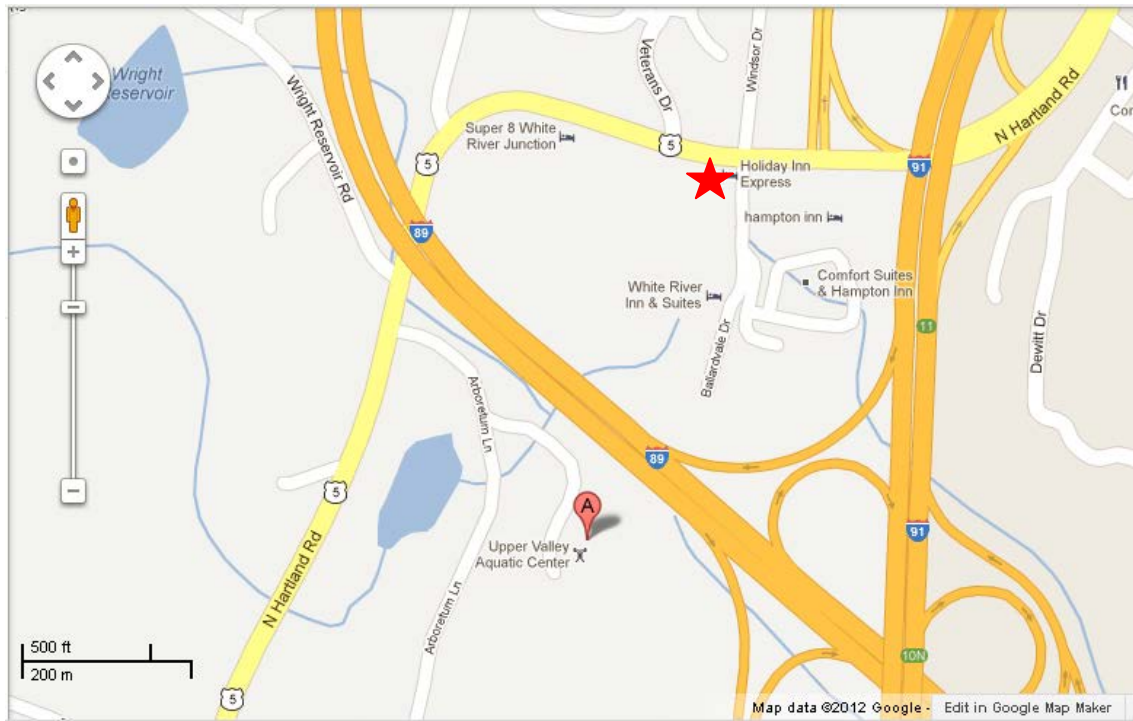 Wright
Reservoir
Wright Reservoir Rd
Veterans Dr
Windsor Dr
N Hartland Rd
Super 8 White
River Junction
5
5
Holiday Inn
Express
91
hampton inn
89
White River
Inn & Suites
Comfort Suites
& Hampton Inn
11
Dewitt Dr
Ballardvale Dr
Arboretum Ln
89
5
A
Upper Valley
Aquatic Center
91
N Hartland Rd
Arboretum Ln
500 ft
200 m
10N
5
Map data ©2012 Google - Edit in Google Map Maker